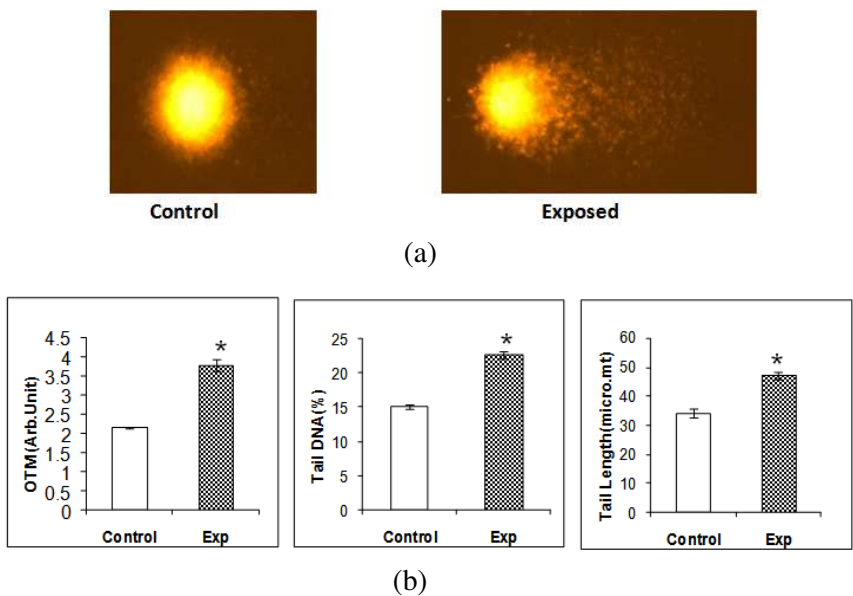 Control Exposed
(a)
OTM(Arb.Unit)
4.5
4
3.5
3
2.5
2
1.5
1
0.5
0
*
Control Exp
Tail DNA(%)
25
20
15
10
5
0
*
Control Exp
Tail Length(micro.mt)
60
50
40
30
20
10
0
*
Control Exp
(b)